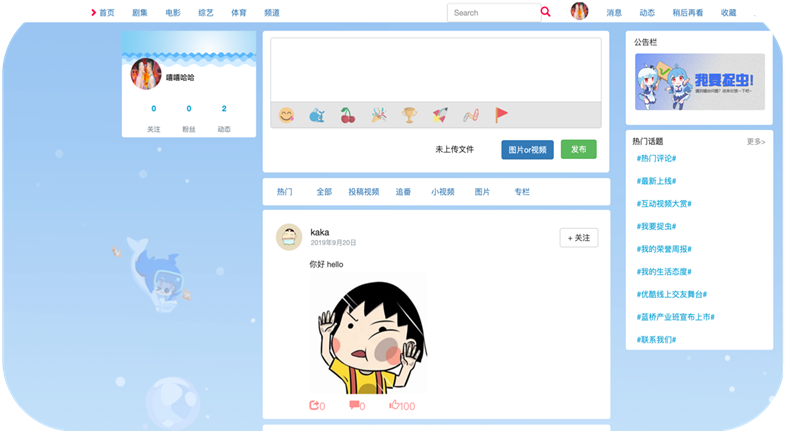 首页 剧集 电影 综艺 体育 频道 Search 消息 动态 稍后再看 收藏
嘻嘻哈哈
0 0 2
关注 粉丝 动态
未上传文件 图片or视频 发布
热门 全部 投稿视频 追番 小视频 图片 专栏
kaka
2019年9月20日
+ 关注
你好 hello
0 0 100
公告栏
我要捉虫!
热门话题 更多>
#热门评论#
#最新上线#
#互动视频大赏#
#我要捉虫#
#我的荣誉周报#
#我的生活态度#
#优酷线上交友舞台#
#蓝桥产业班宣布上市#
#联系我们#